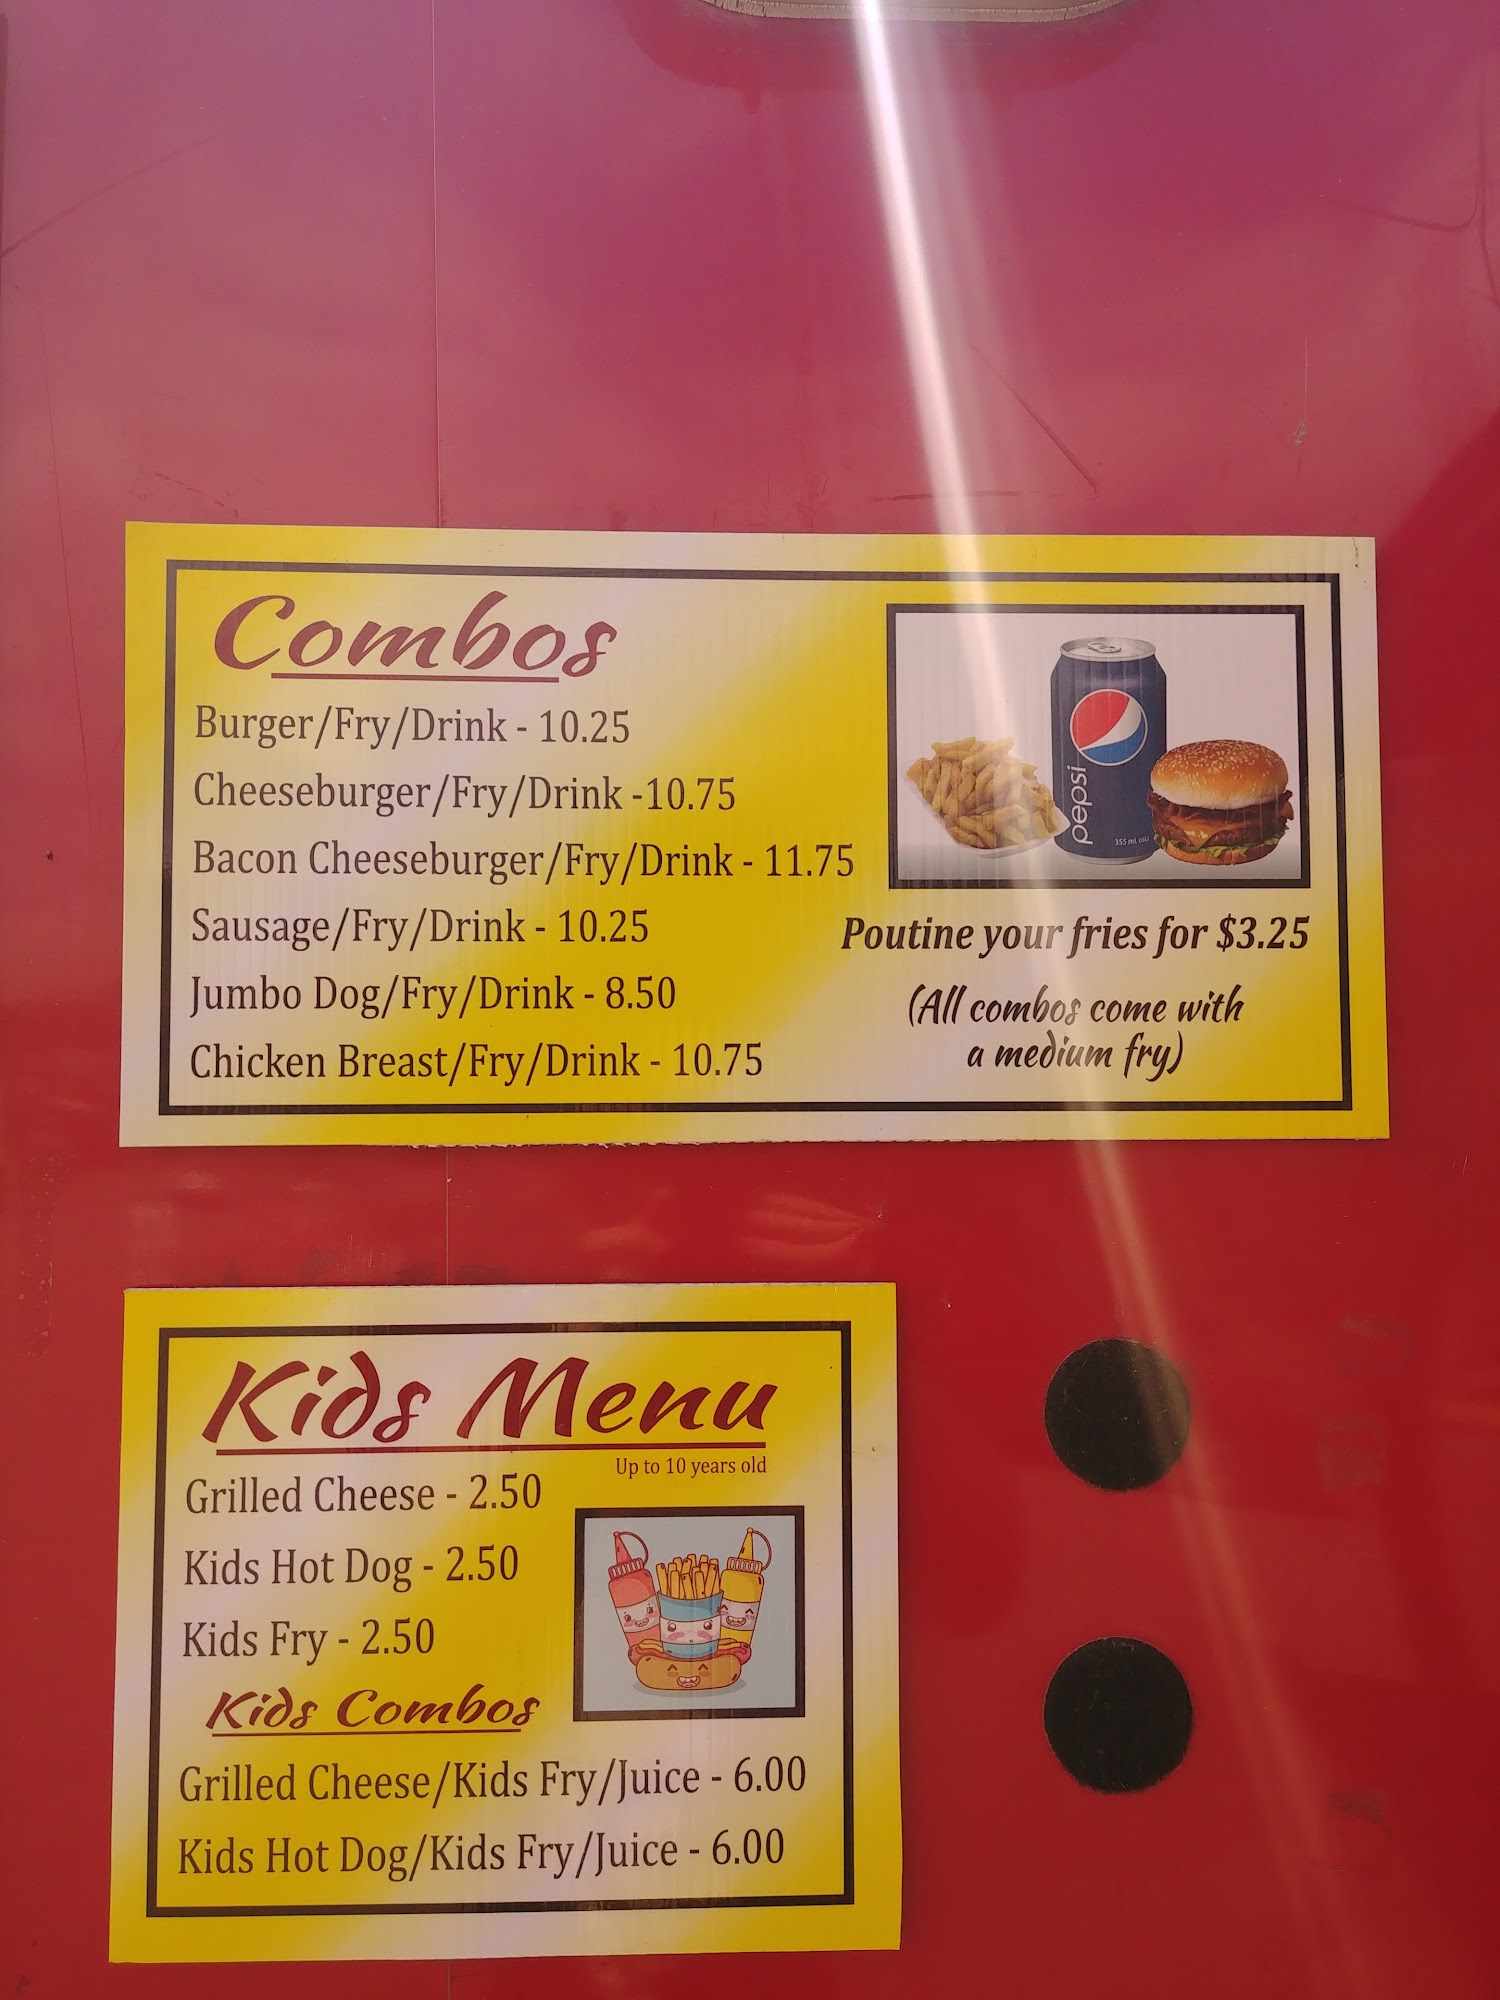 Combos
Burger/Fry/Drink - 10.25
Cheeseburger/Fry/Drink -10.75
Bacon Cheeseburger/Fry/Drink - 11.75
Sausage/Fry/Drink - 10.25
Jumbo Dog/Fry/Drink - 8.50
Chicken Breast/Fry/Drink - 10.75
pepsi
355 mL cola
Poutine your fries for $3.25
(All combos come with
a medium fry)
Kids Menu
Up to 10 years old
Grilled Cheese - 2.50
Kids Hot Dog - 2.50
Kids Fry - 2.50
Kids Combos
Grilled Cheese/Kids Fry/Juice - 6.00
Kids Hot Dog/Kids Fry/Juice - 6.00